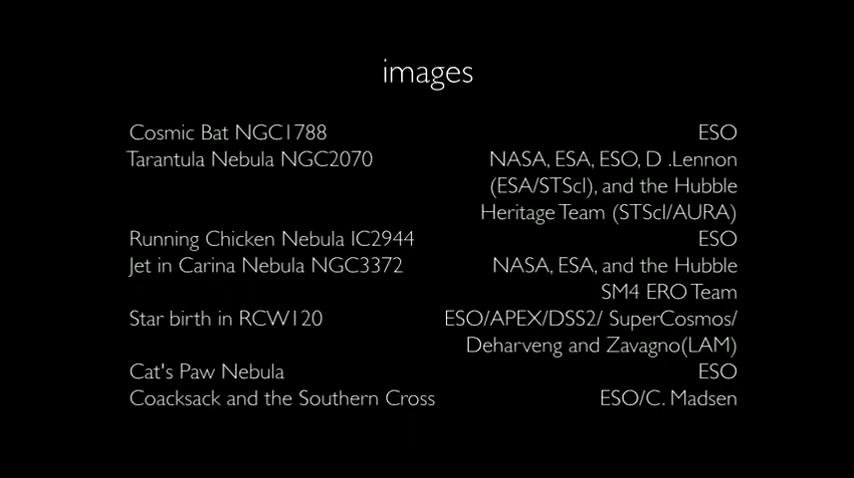 images
Cosmic Bat NGC1788 ESO
Tarantula Nebula NGC2070 NASA, ESA, ESO, D .Lennon
(ESA/STScI), and the Hubble
Heritage Team (STScI/AURA)
Running Chicken Nebula IC2944 ESO
Jet in Carina Nebula NGC3372 NASA, ESA, and the Hubble
SM4 ERO Team
Star birth in RCW120 ESO/APEX/DSS2/ SuperCosmos/
Deharveng and Zavagno(LAM)
Cat's Paw Nebula ESO
Coacksack and the Southern Cross ESO/C. Madsen